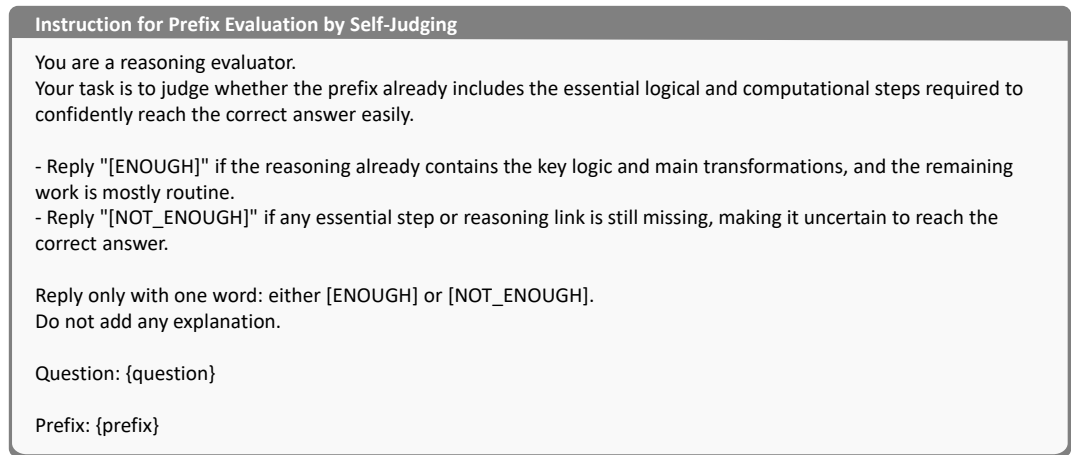 Instruction for Prefix Evaluation by Self-Judging
You are a reasoning evaluator.
Your task is to judge whether the prefix already includes the essential logical and computational steps required to
confidently reach the correct answer easily.
- Reply "[ENOUGH]" if the reasoning already contains the key logic and main transformations, and the remaining
work is mostly routine.
- Reply "[NOT_ENOUGH]" if any essential step or reasoning link is still missing, making it uncertain to reach the
correct answer.
Reply only with one word: either [ENOUGH] or [NOT_ENOUGH].
Do not add any explanation.
Question: {question}
Prefix: {prefix}